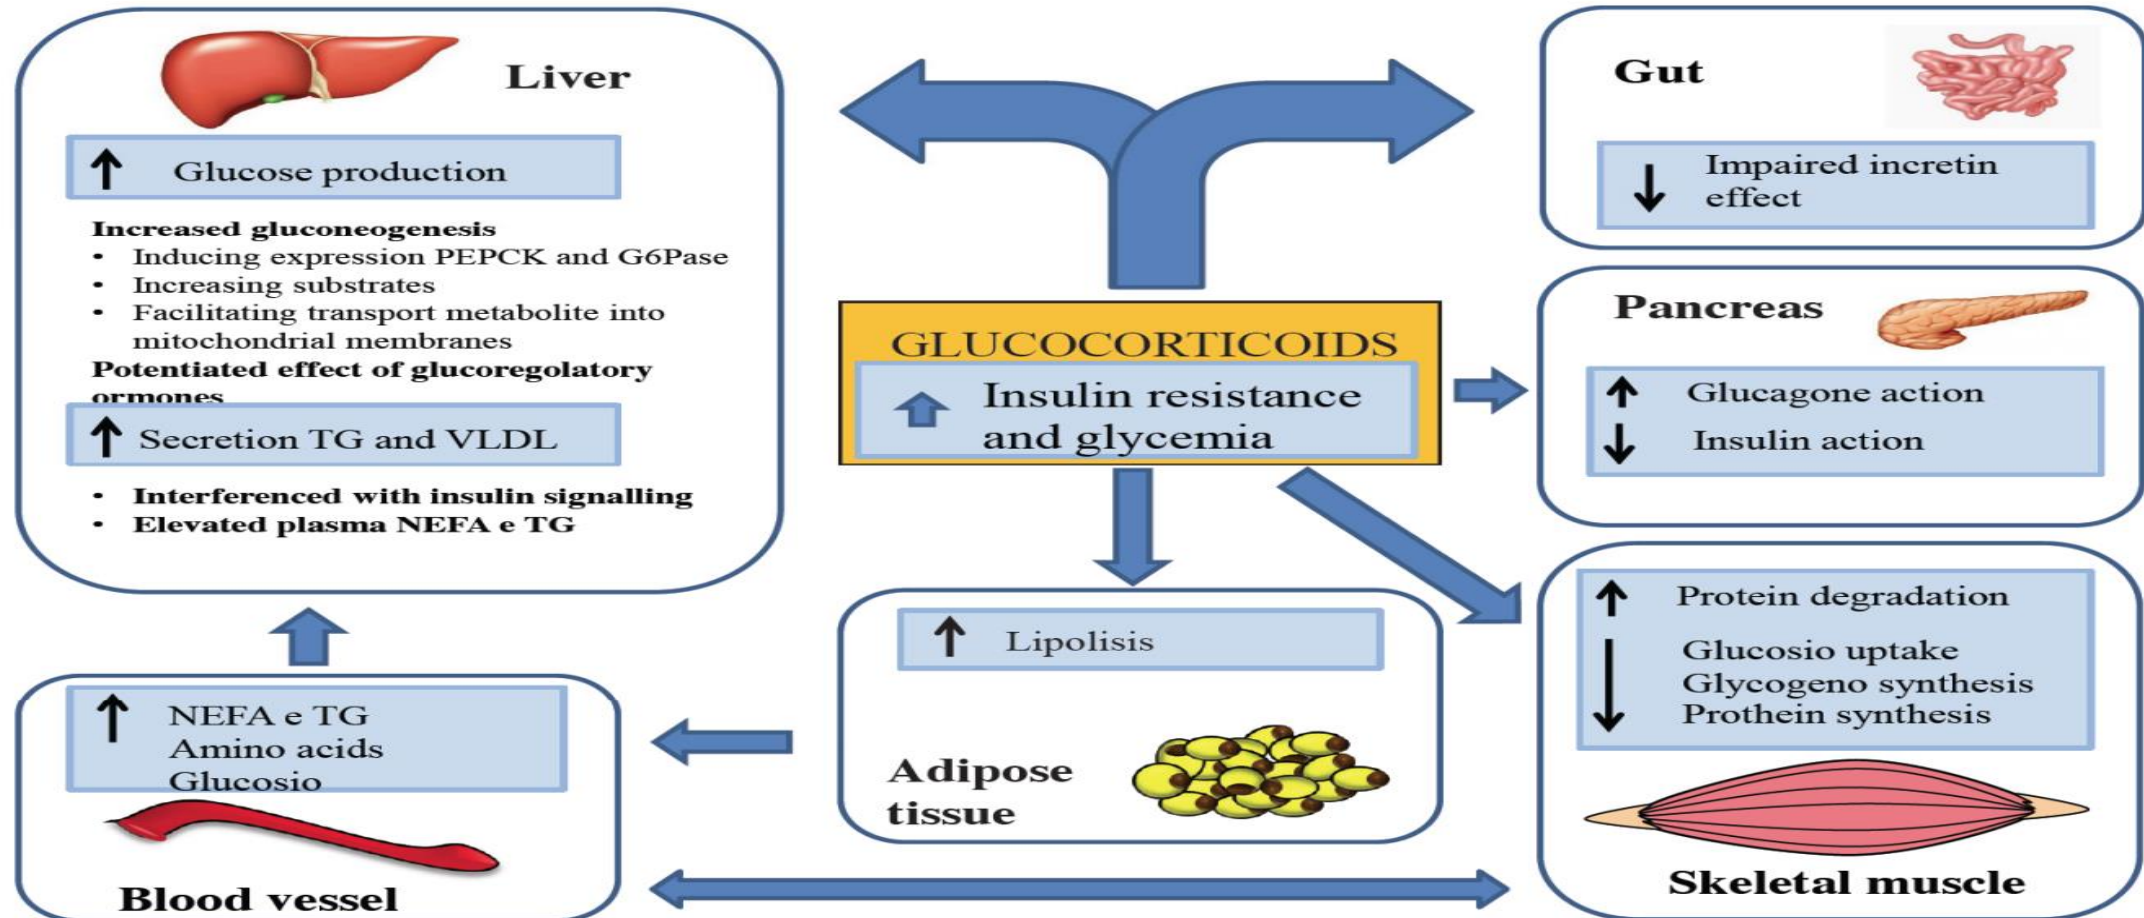 Liver
Glucose production
Increased gluconeogenesis
• Inducing expression PEPCK and G6Pase
• Increasing substrates
• Facilitating transport metabolite into
mitochondrial membranes
Potentiated effect of glucoregolatory
ormones
Secretion TG and VLDL
• Interferenced with insulin signalling
• Elevated plasma NEFA e TG
GLUCOCORTICOIDS
Insulin resistance
and glycemia
Gut
Impaired incretin
effect
Pancreas
Glucagone action
Insulin action
Protein degradation
Glucosio uptake
Glycogeno synthesis
Prothein synthesis
Skeletal muscle
Lipolisis
Adipose
tissue
NEFA e TG
Amino acids
Glucosio
Blood vessel